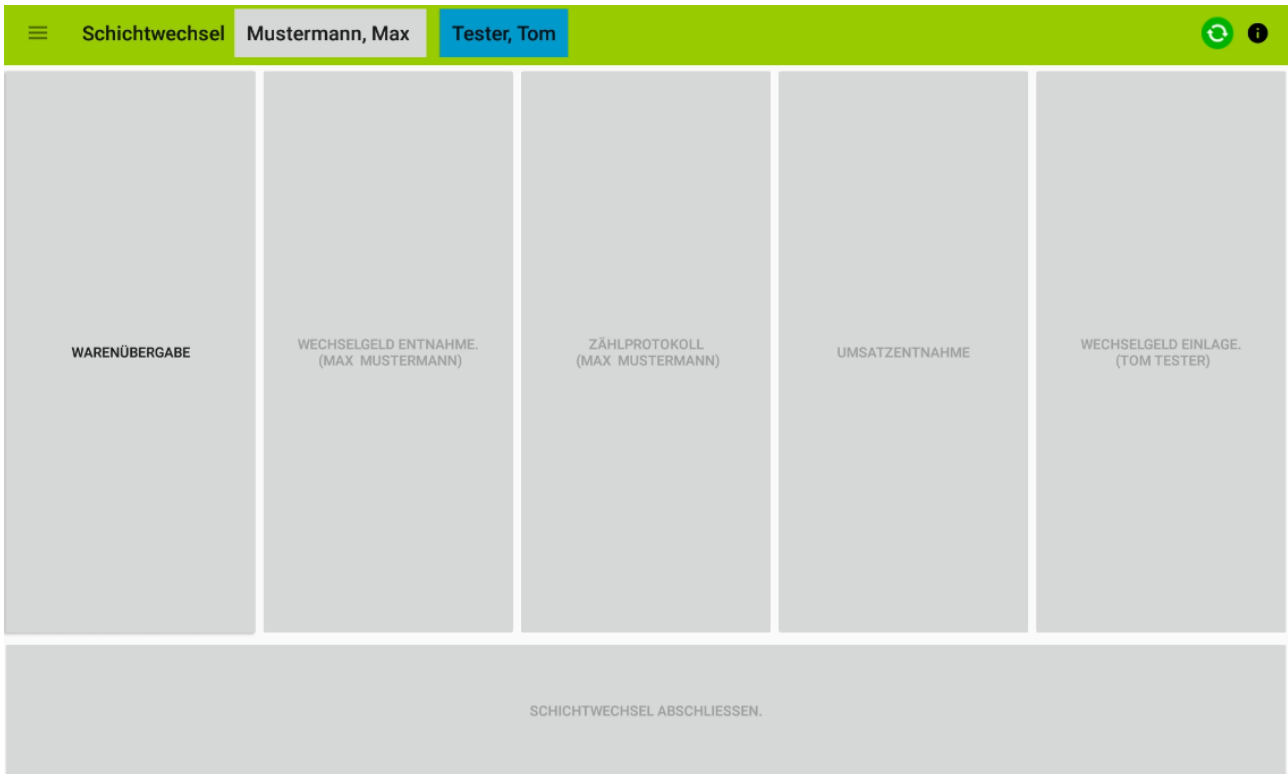 Schichtwechsel Mustermann, Max Tester, Tom
WARENÜBERGABE
WECHSELGELD ENTNAHME.
(MAX MUSTERMANN)
ZÄHLPROTOKOLL
(MAX MUSTERMANN)
UMSATZENTNAHME
WECHSELGELD EINLAGE.
(TOM TESTER)
SCHICHTWECHSEL ABSCHLIESSEN.